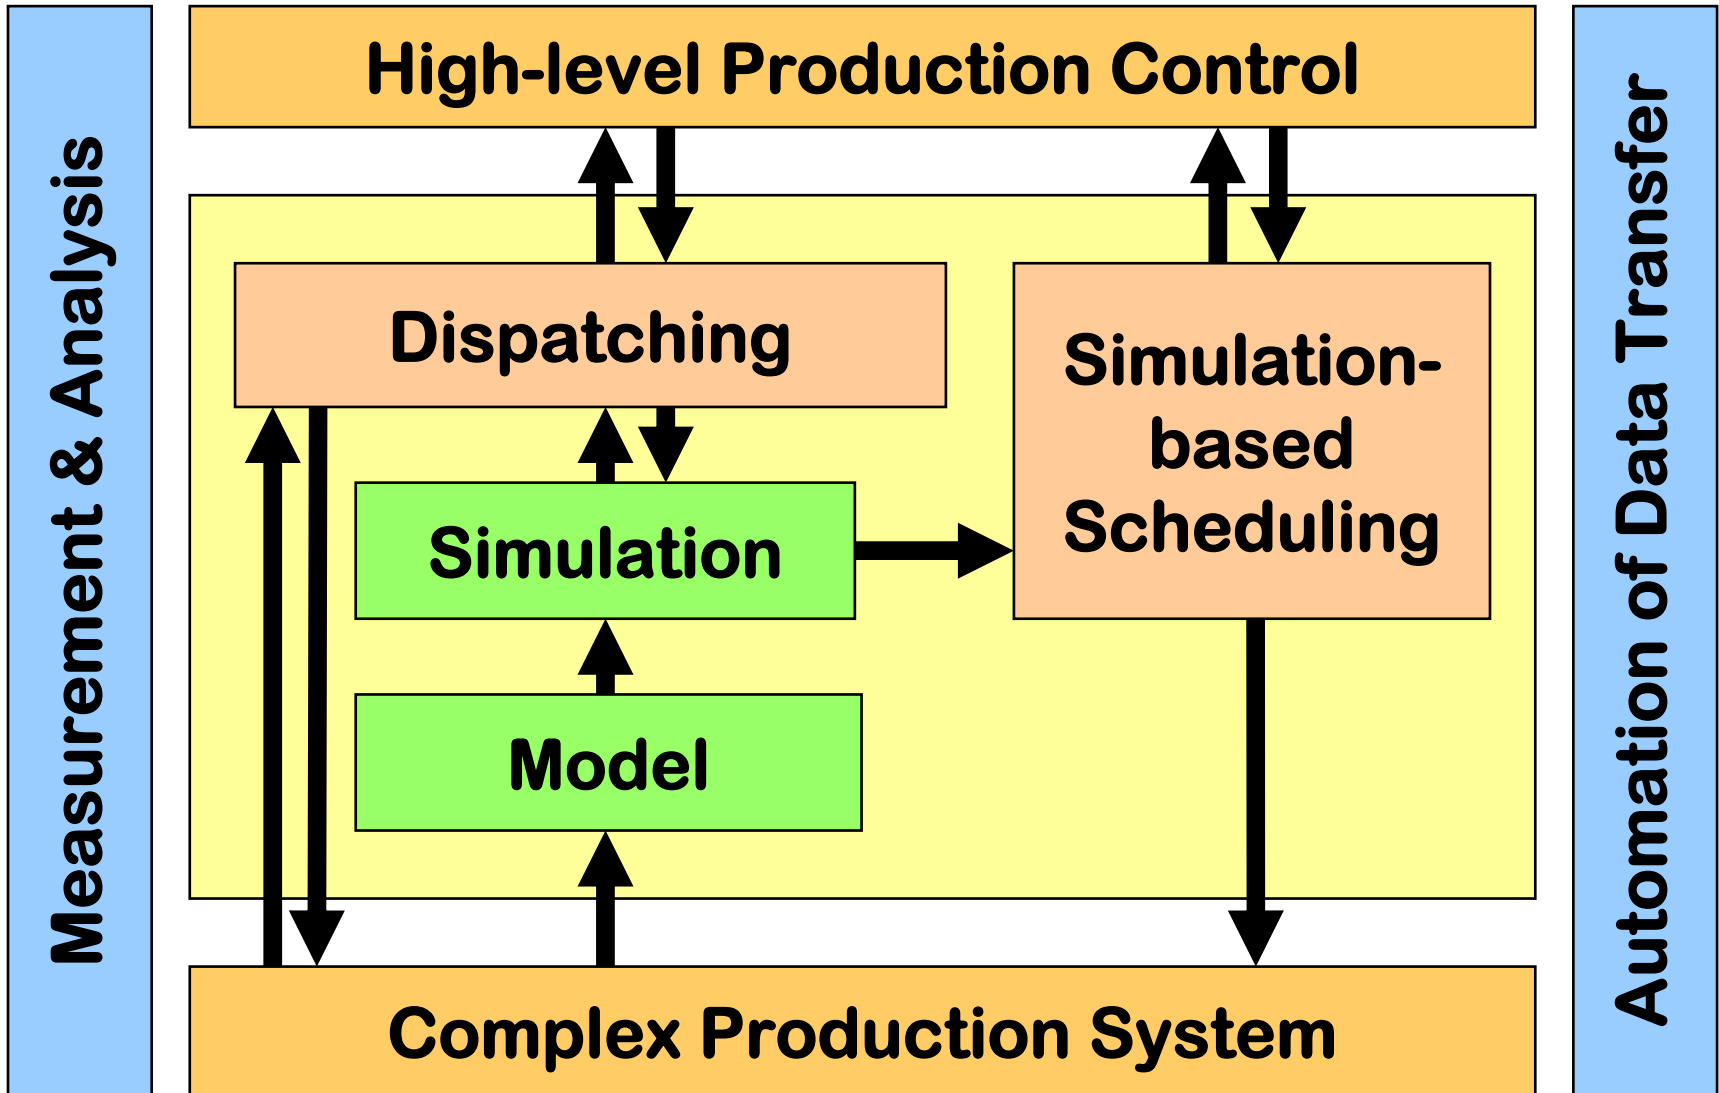 High-level Production Control
Measurement & Analysis
Automation of Data Transfer
Dispatching
Simulation-
based
Scheduling
Simulation
Model
Complex Production System